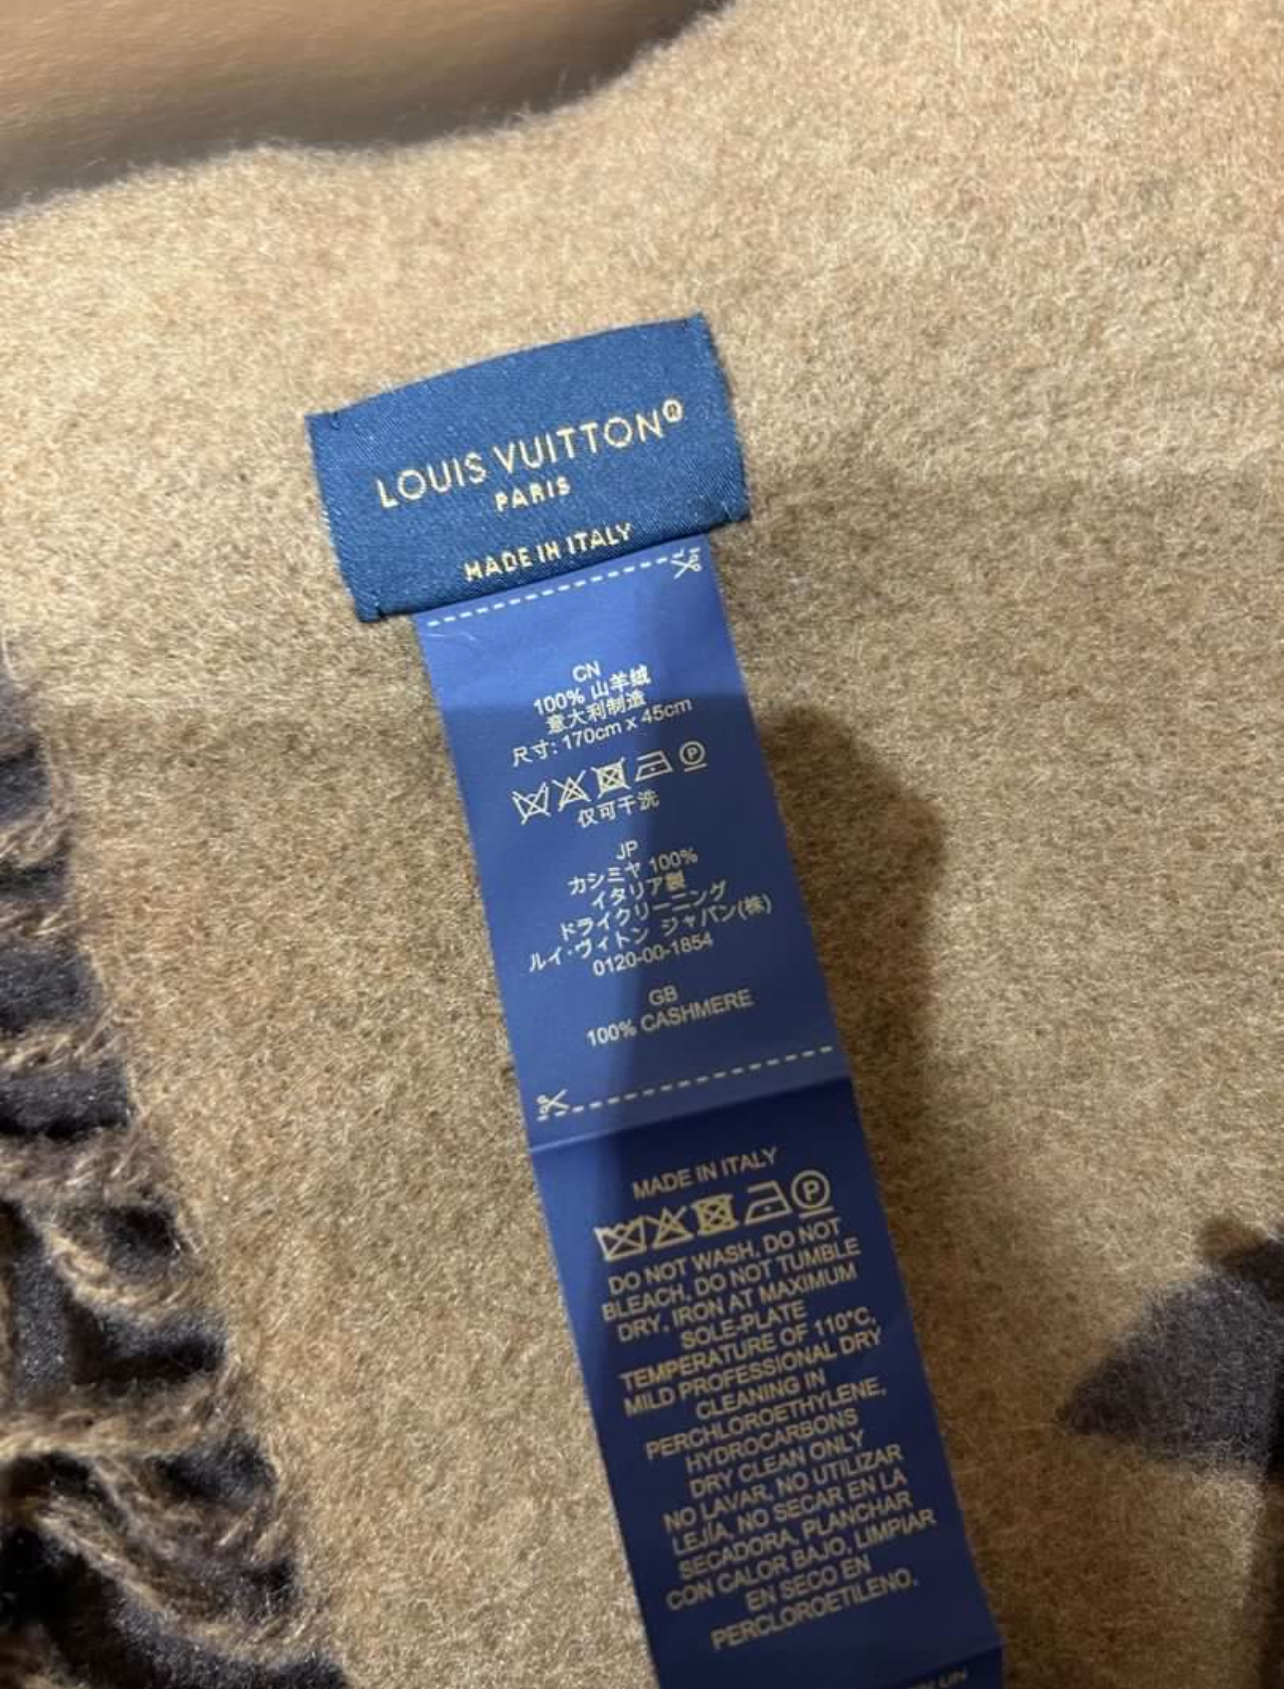 LOUIS VUITTON®
PARIS
MADE IN ITALY
CN
100% 山羊绒
意大利制造
尺寸: 170cm x 45cm
P
仅可干洗
JP
カシミヤ 100%
イタリア製
ドライクリーニング
ルイ・ヴィトン ジャパン(株)
0120-00-1854
GB
100% CASHMERE
MADE IN ITALY
P
DO NOT WASH, DO NOT
BLEACH, DO NOT TUMBLE
DRY, IRON AT MAXIMUM
SOLE-PLATE
TEMPERATURE OF 110°C,
MILD PROFESSIONAL DRY
CLEANING IN
PERCHLOROETHYLENE,
HYDROCARBONS
DRY CLEAN ONLY
NO LAVAR, NO UTILIZAR
LEJÍA, NO SECAR EN LA
SECADORA, PLANCHAR
CON CALOR BAJO, LIMPIAR
EN SECO EN
PERCLOROETILENO,